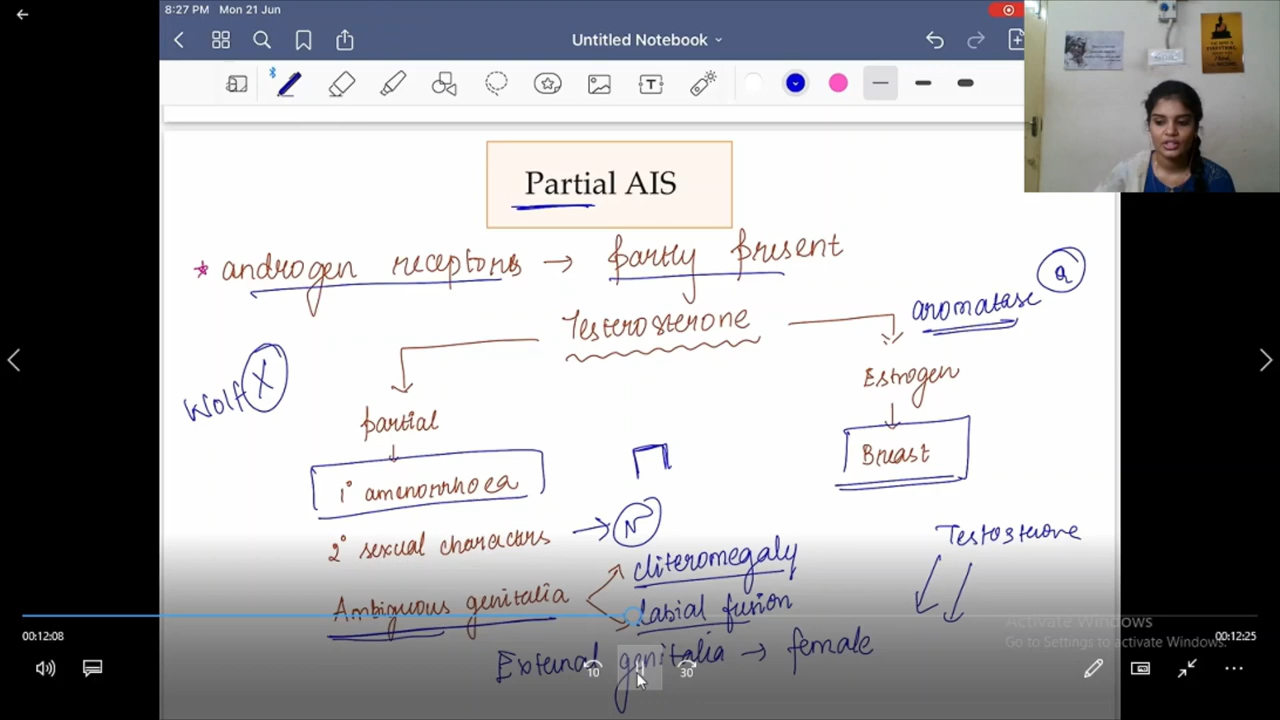 8:27 PM Mon 21 Jun
Untitled Notebook
T
Partial AIS
androgen receptors → partly present
Testerosterone
aromatase
a
Wolf X
Estrogen
partial
Breast
1° amenorrhoea
2° sexual characters → N
Testosterone
cliteromegaly
Ambiguous genitalia
labial fusion
External genitalia → female
Activate Windows
Go to Settings to activate Windows.
00:12:08
00:12:25
10
30